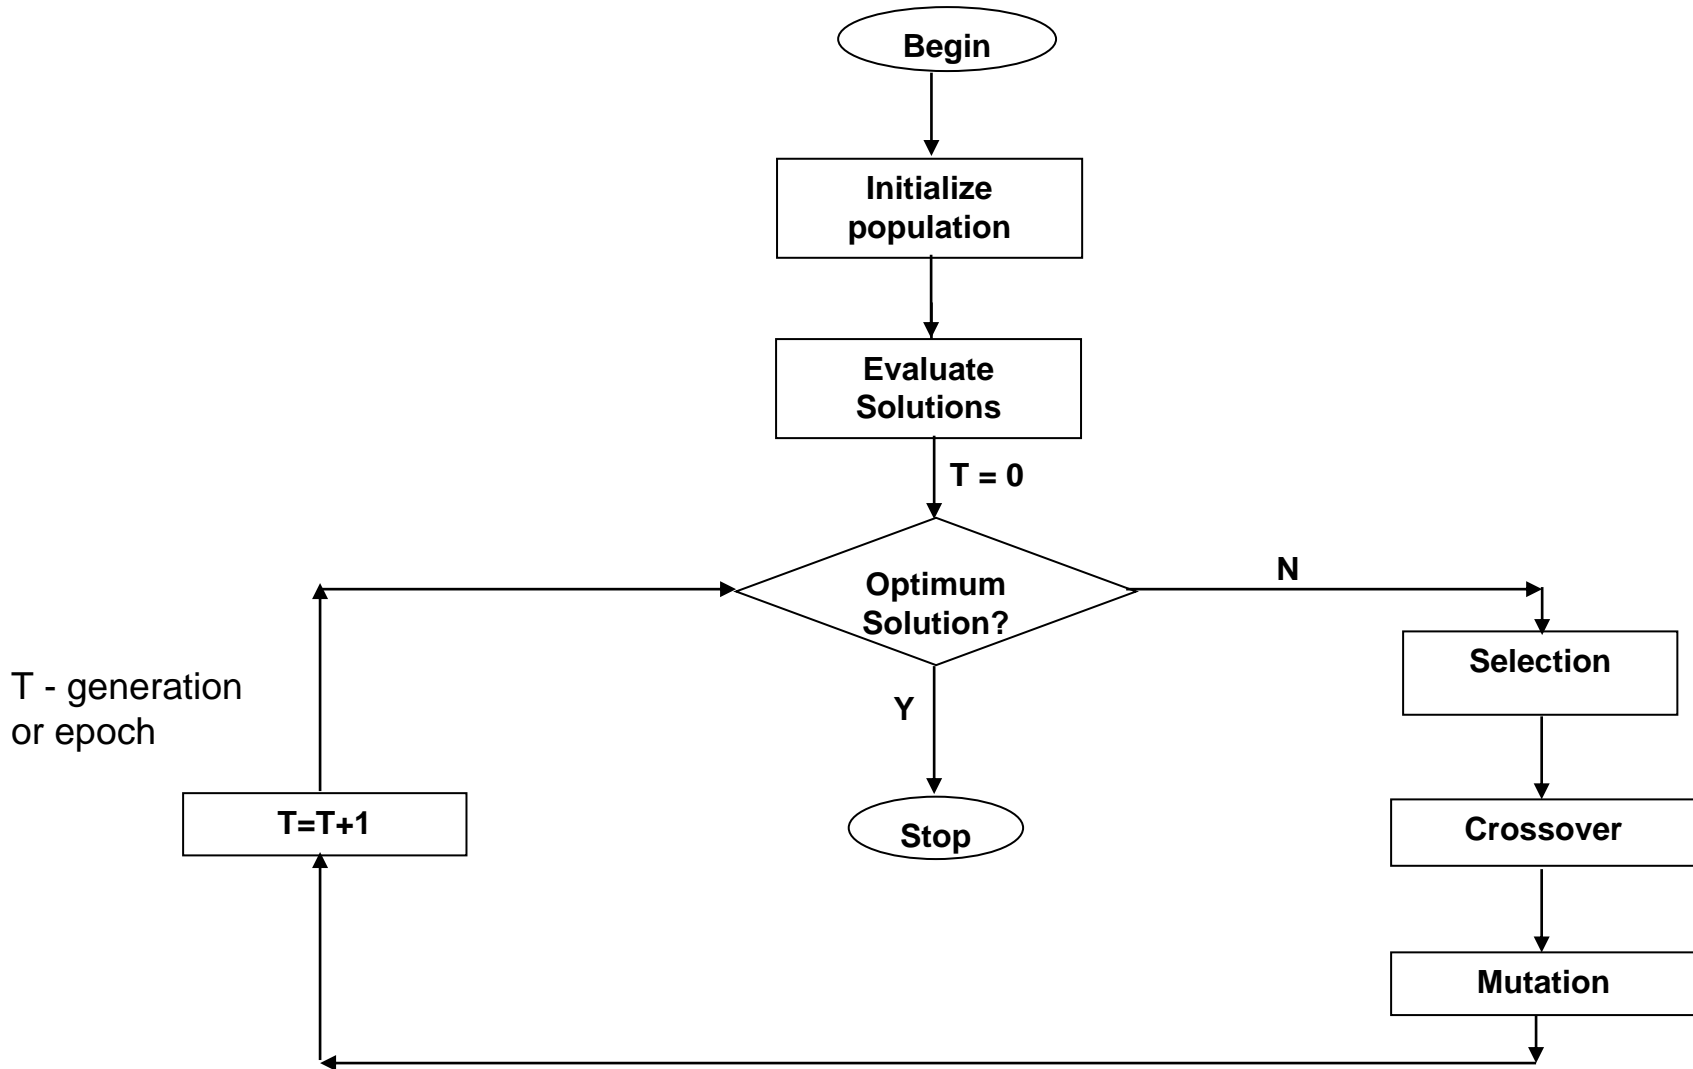 Begin
Initialize
population
Evaluate
Solutions
T = 0
Optimum
Solution?
N
Selection
T - generation
or epoch
Y
T=T+1
Stop
Crossover
Mutation